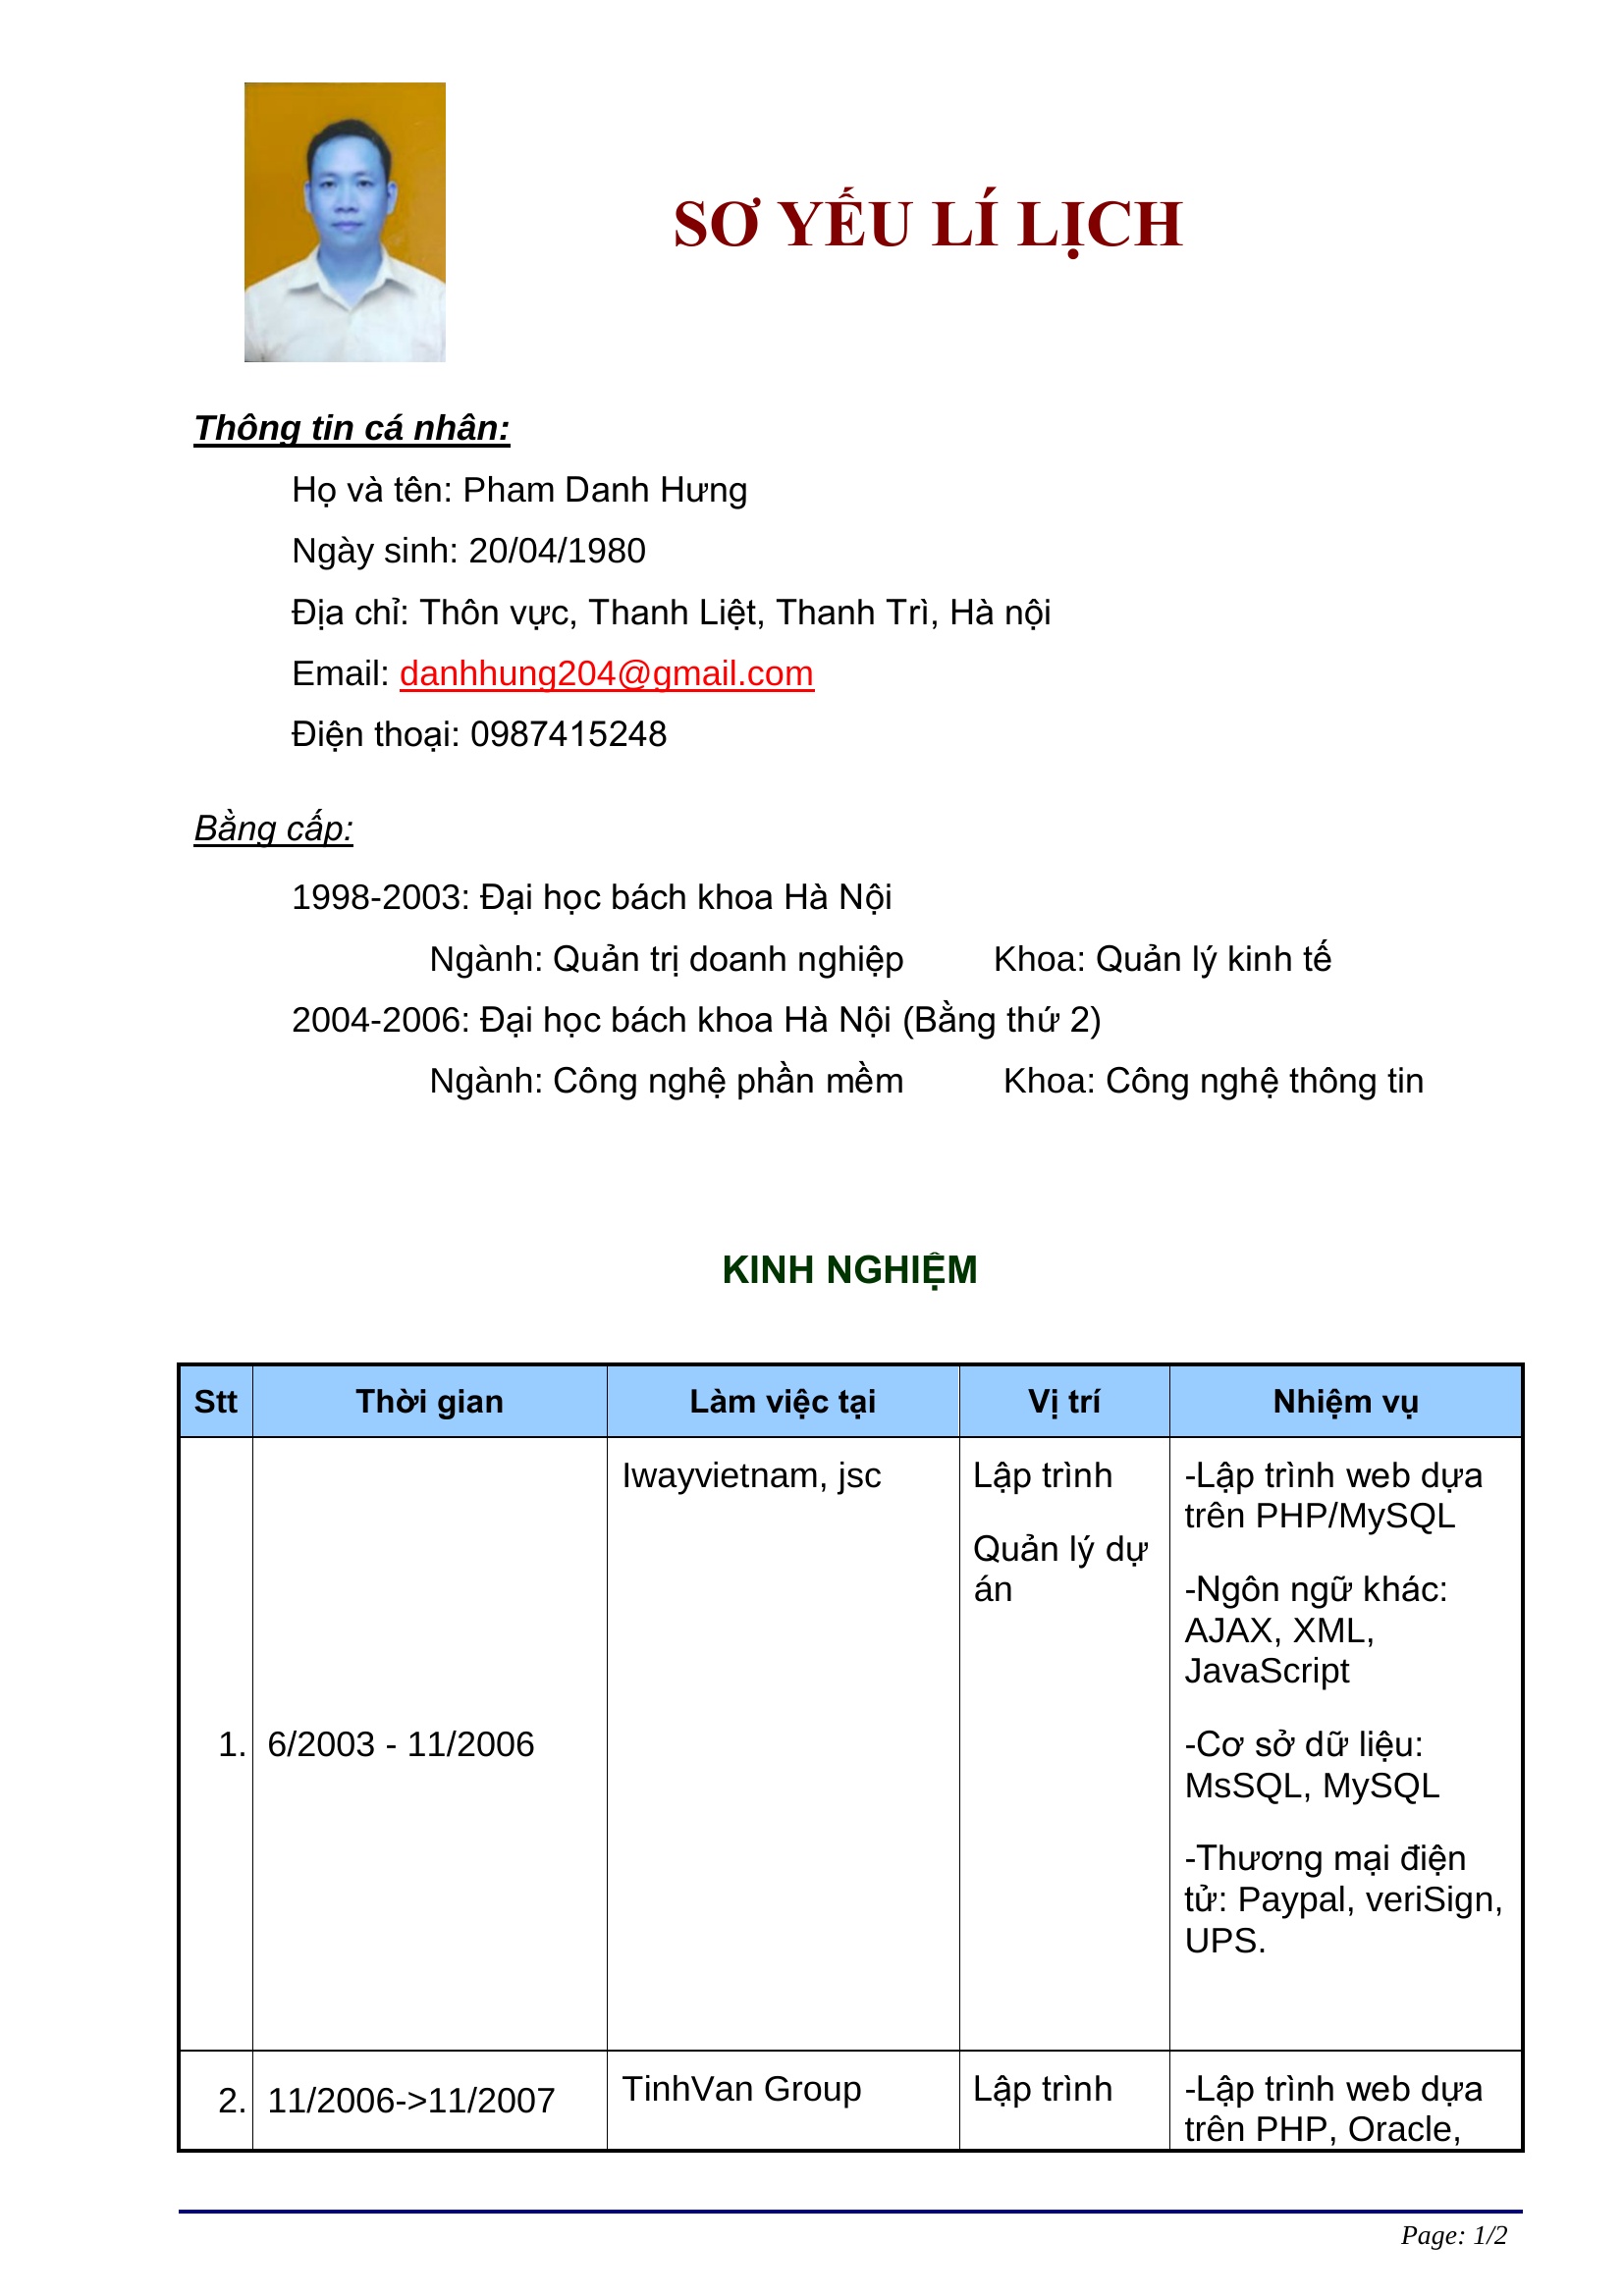 SƠ YẾU LÍ LỊCH
Thông tin cá nhân:
Họ và tên: Pham Danh Hưng
Ngày sinh: 20/04/1980
Địa chỉ: Thôn vực, Thanh Liệt, Thanh Trì, Hà nội
Email: danhhung204@gmail.com
Điện thoại: 0987415248
Bằng cấp:
1998-2003: Đại học bách khoa Hà Nội
Ngành: Quản trị doanh nghiệp Khoa: Quản lý kinh tế
2004-2006: Đại học bách khoa Hà Nội (Bằng thứ 2)
Ngành: Công nghệ phần mềm Khoa: Công nghệ thông tin
KINH NGHIỆM
Stt Thời gian Làm việc tại Vị trí Nhiệm vụ
1. 6/2003 - 11/2006
Iwayvietnam, jsc
Lập trình
Quản lý dự
án
-Lập trình web dựa
trên PHP/MySQL
-Ngôn ngữ khác:
AJAX, XML,
JavaScript
-Cơ sở dữ liệu:
MsSQL, MySQL
-Thương mại điện
tử: Paypal, veriSign,
UPS.
2. 11/2006->11/2007
TinhVan Group
Lập trình
-Lập trình web dựa
trên PHP, Oracle,
Page: 1/2